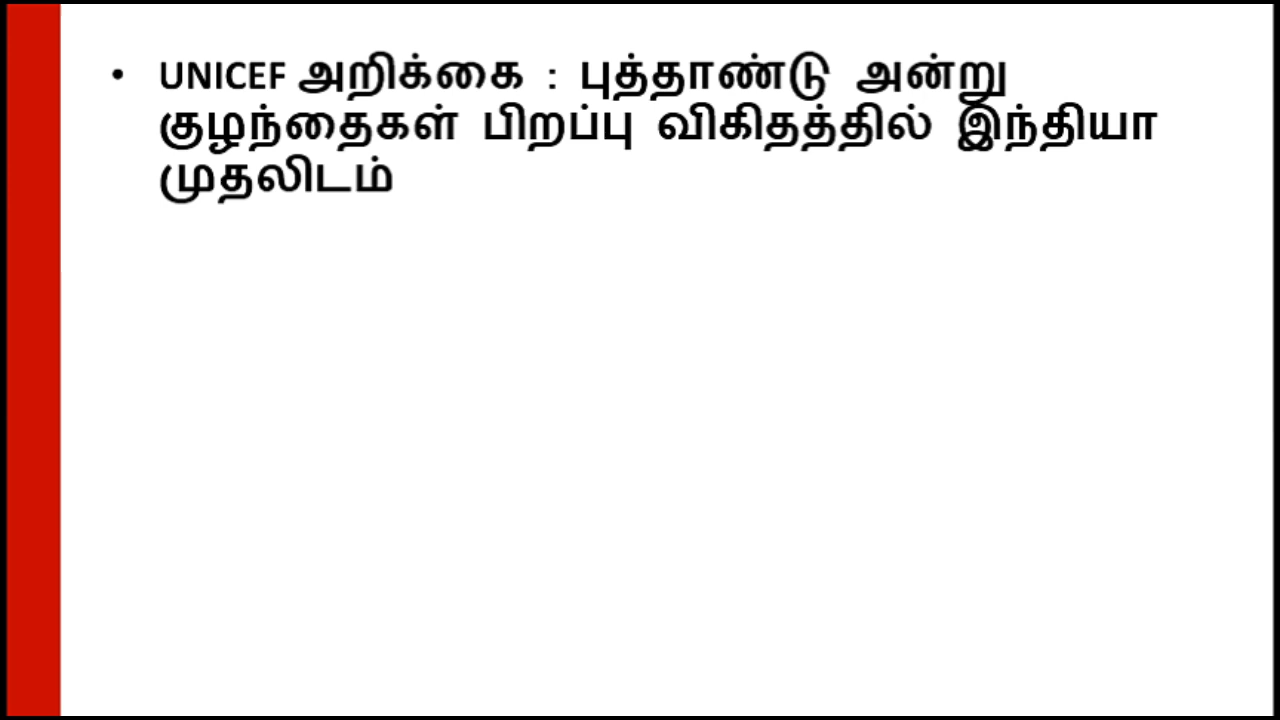 • UNICEF அறிக்கை : புத்தாண்டு அன்று
குழந்தைகள் பிறப்பு விகிதத்தில் இந்தியா
முதலிடம்